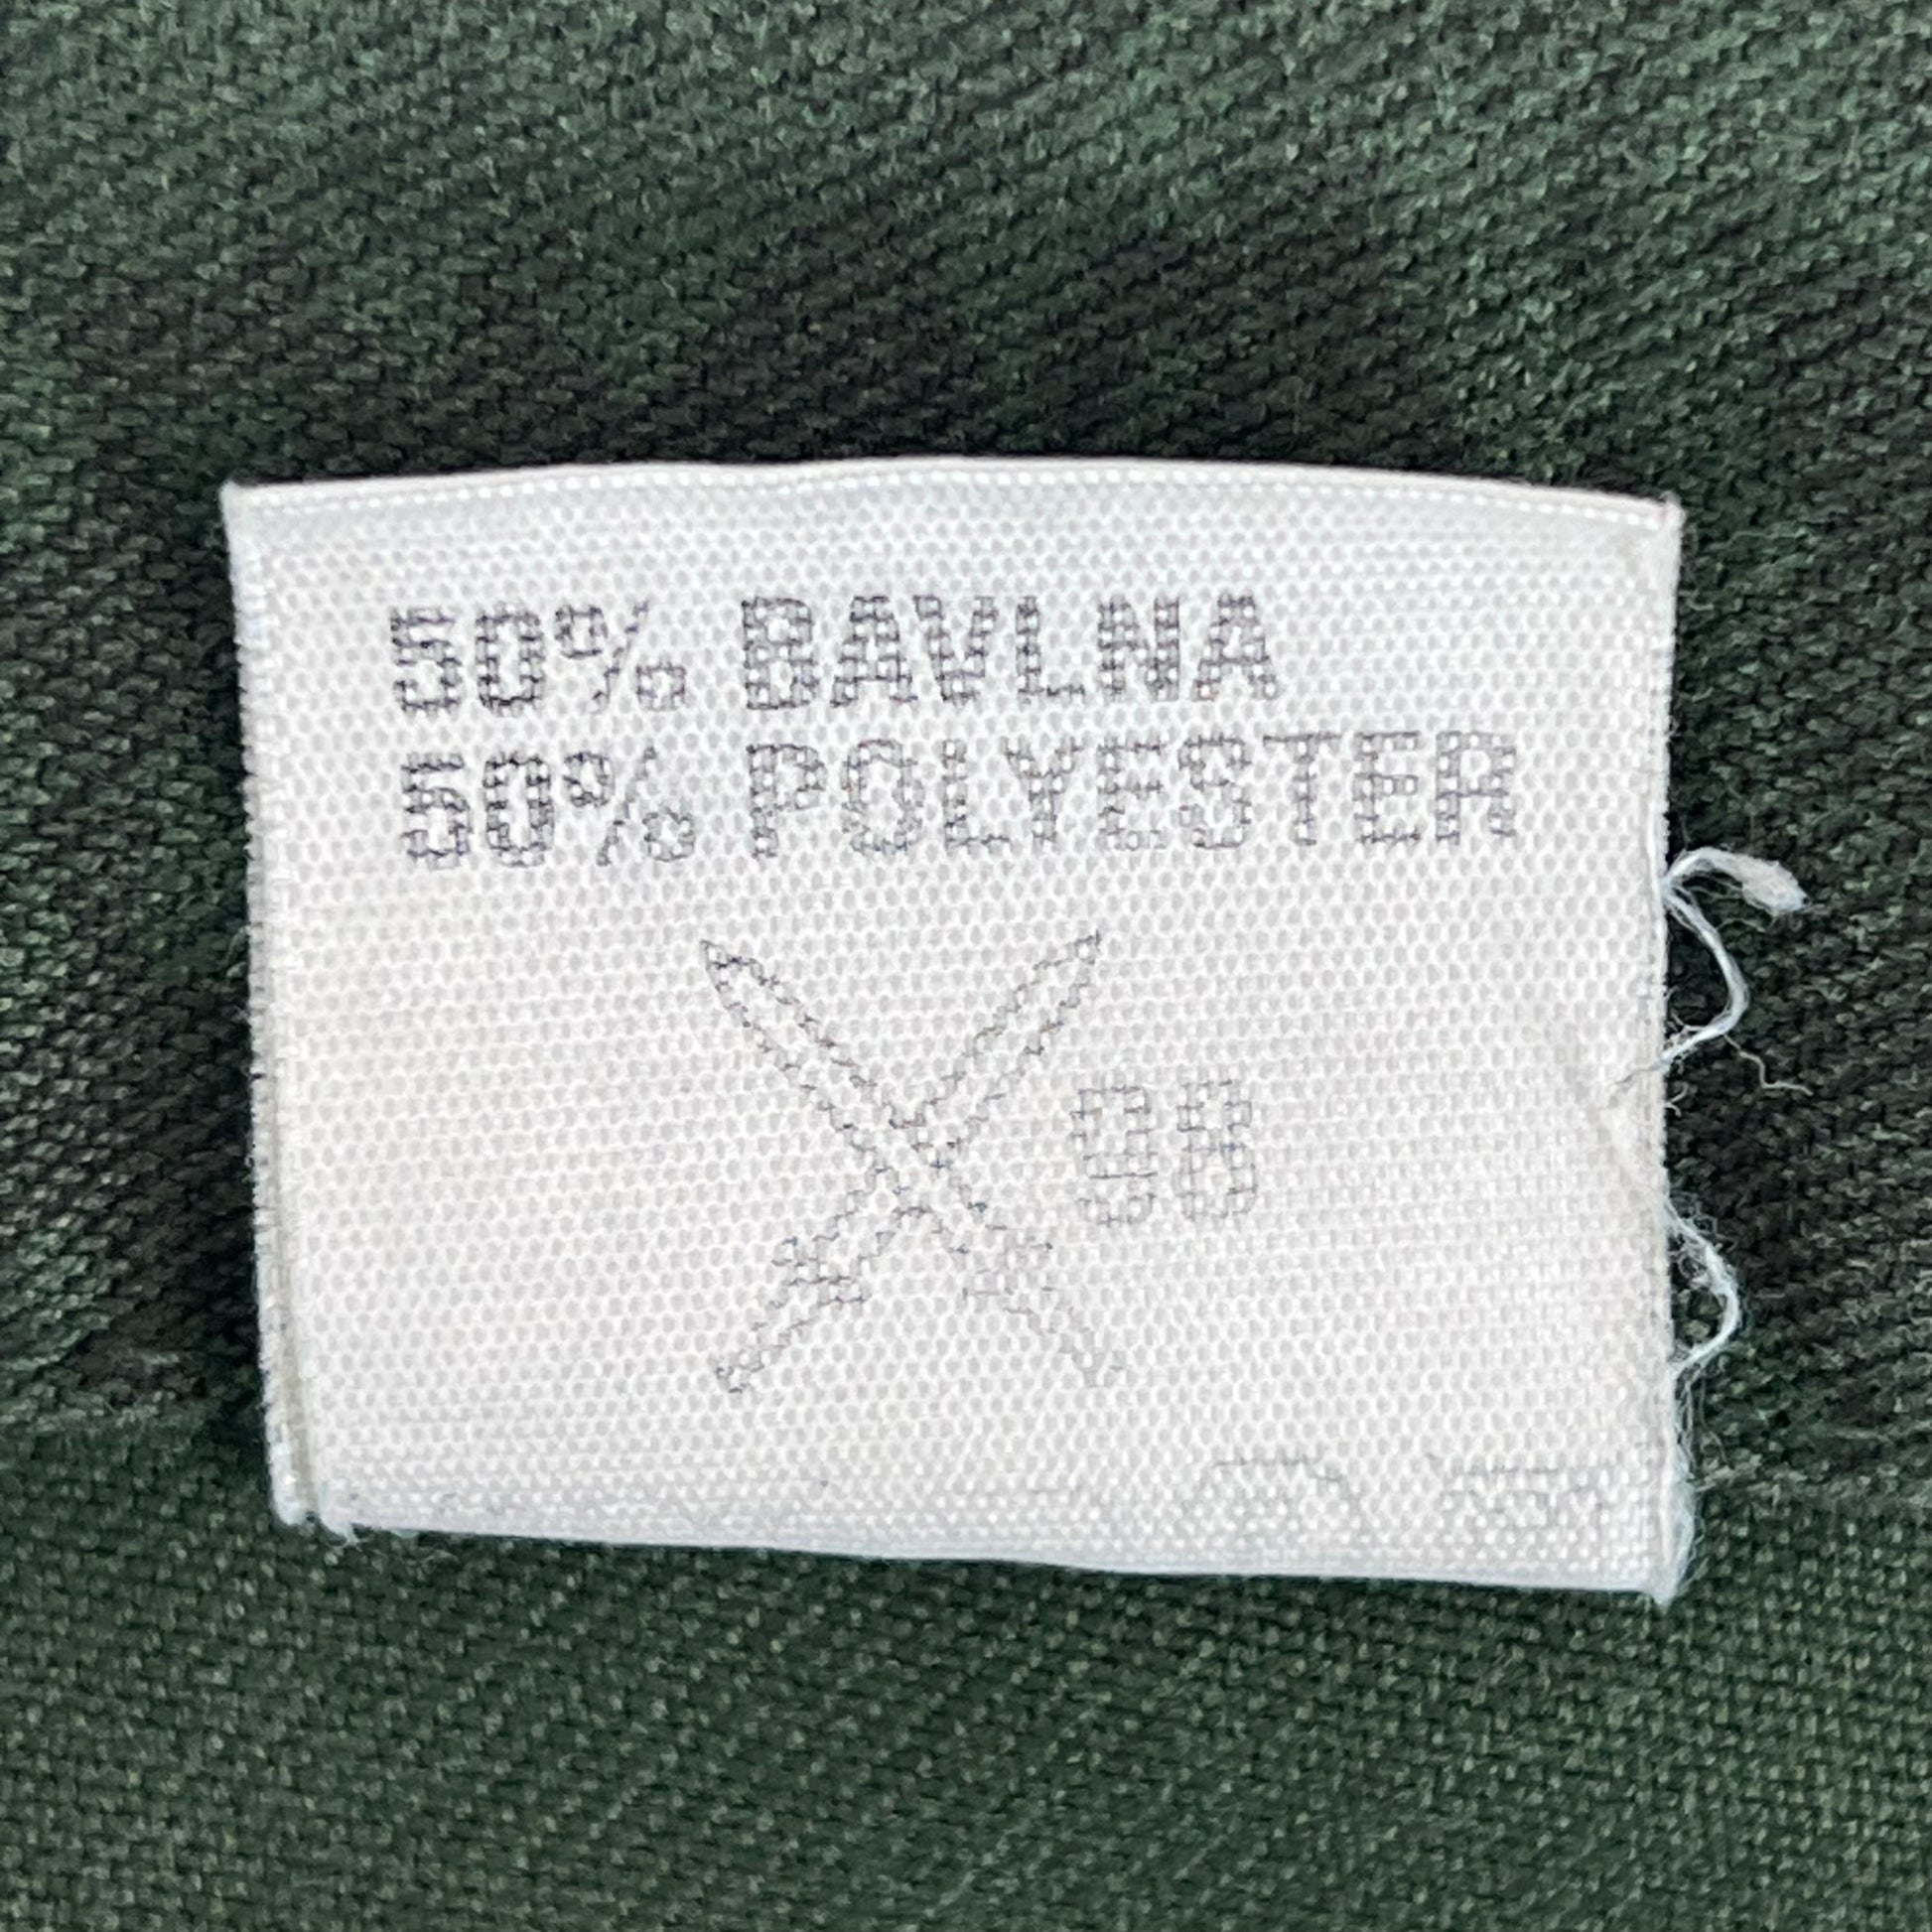 50% BAVLNA
50% POLYESTER
98